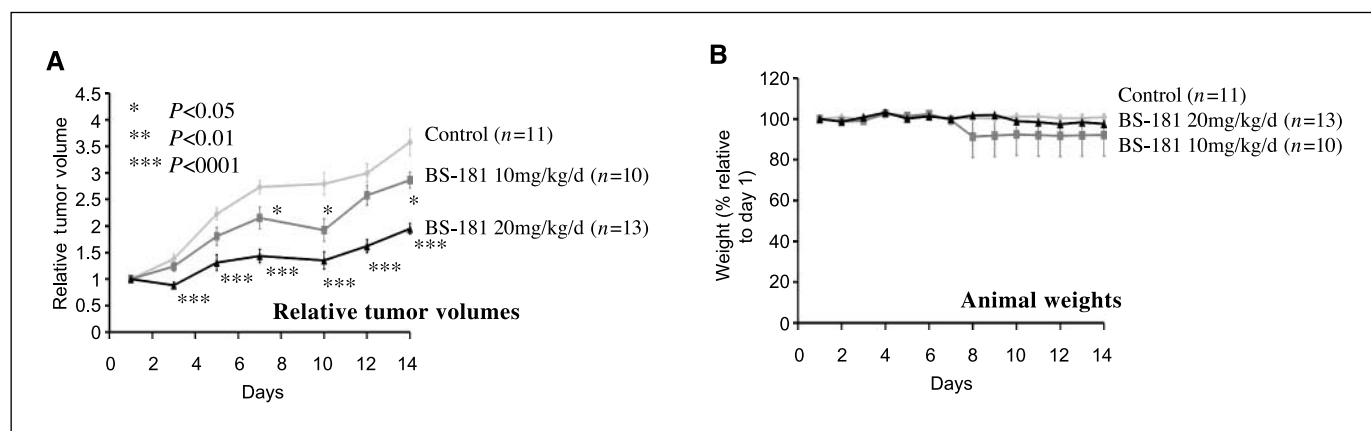 A
Relative tumor volume
4.5
4
3.5
3
2.5
2
1.5
1
0.5
0
* P<0.05
** P<0.01
*** P<0001
Control (n=11)
BS-181 10mg/kg/d (n=10)
BS-181 20mg/kg/d (n=13)
* * *
*** *** *** *** *** ***
Relative tumor volumes
0 2 4 6 8 10 12 14
Days
B
Weight (% relative
to day 1)
120
100
80
60
40
20
0
Control (n=11)
BS-181 20mg/kg/d (n=13)
BS-181 10mg/kg/d (n=10)
Animal weights
0 2 4 6 8 10 12 14
Days